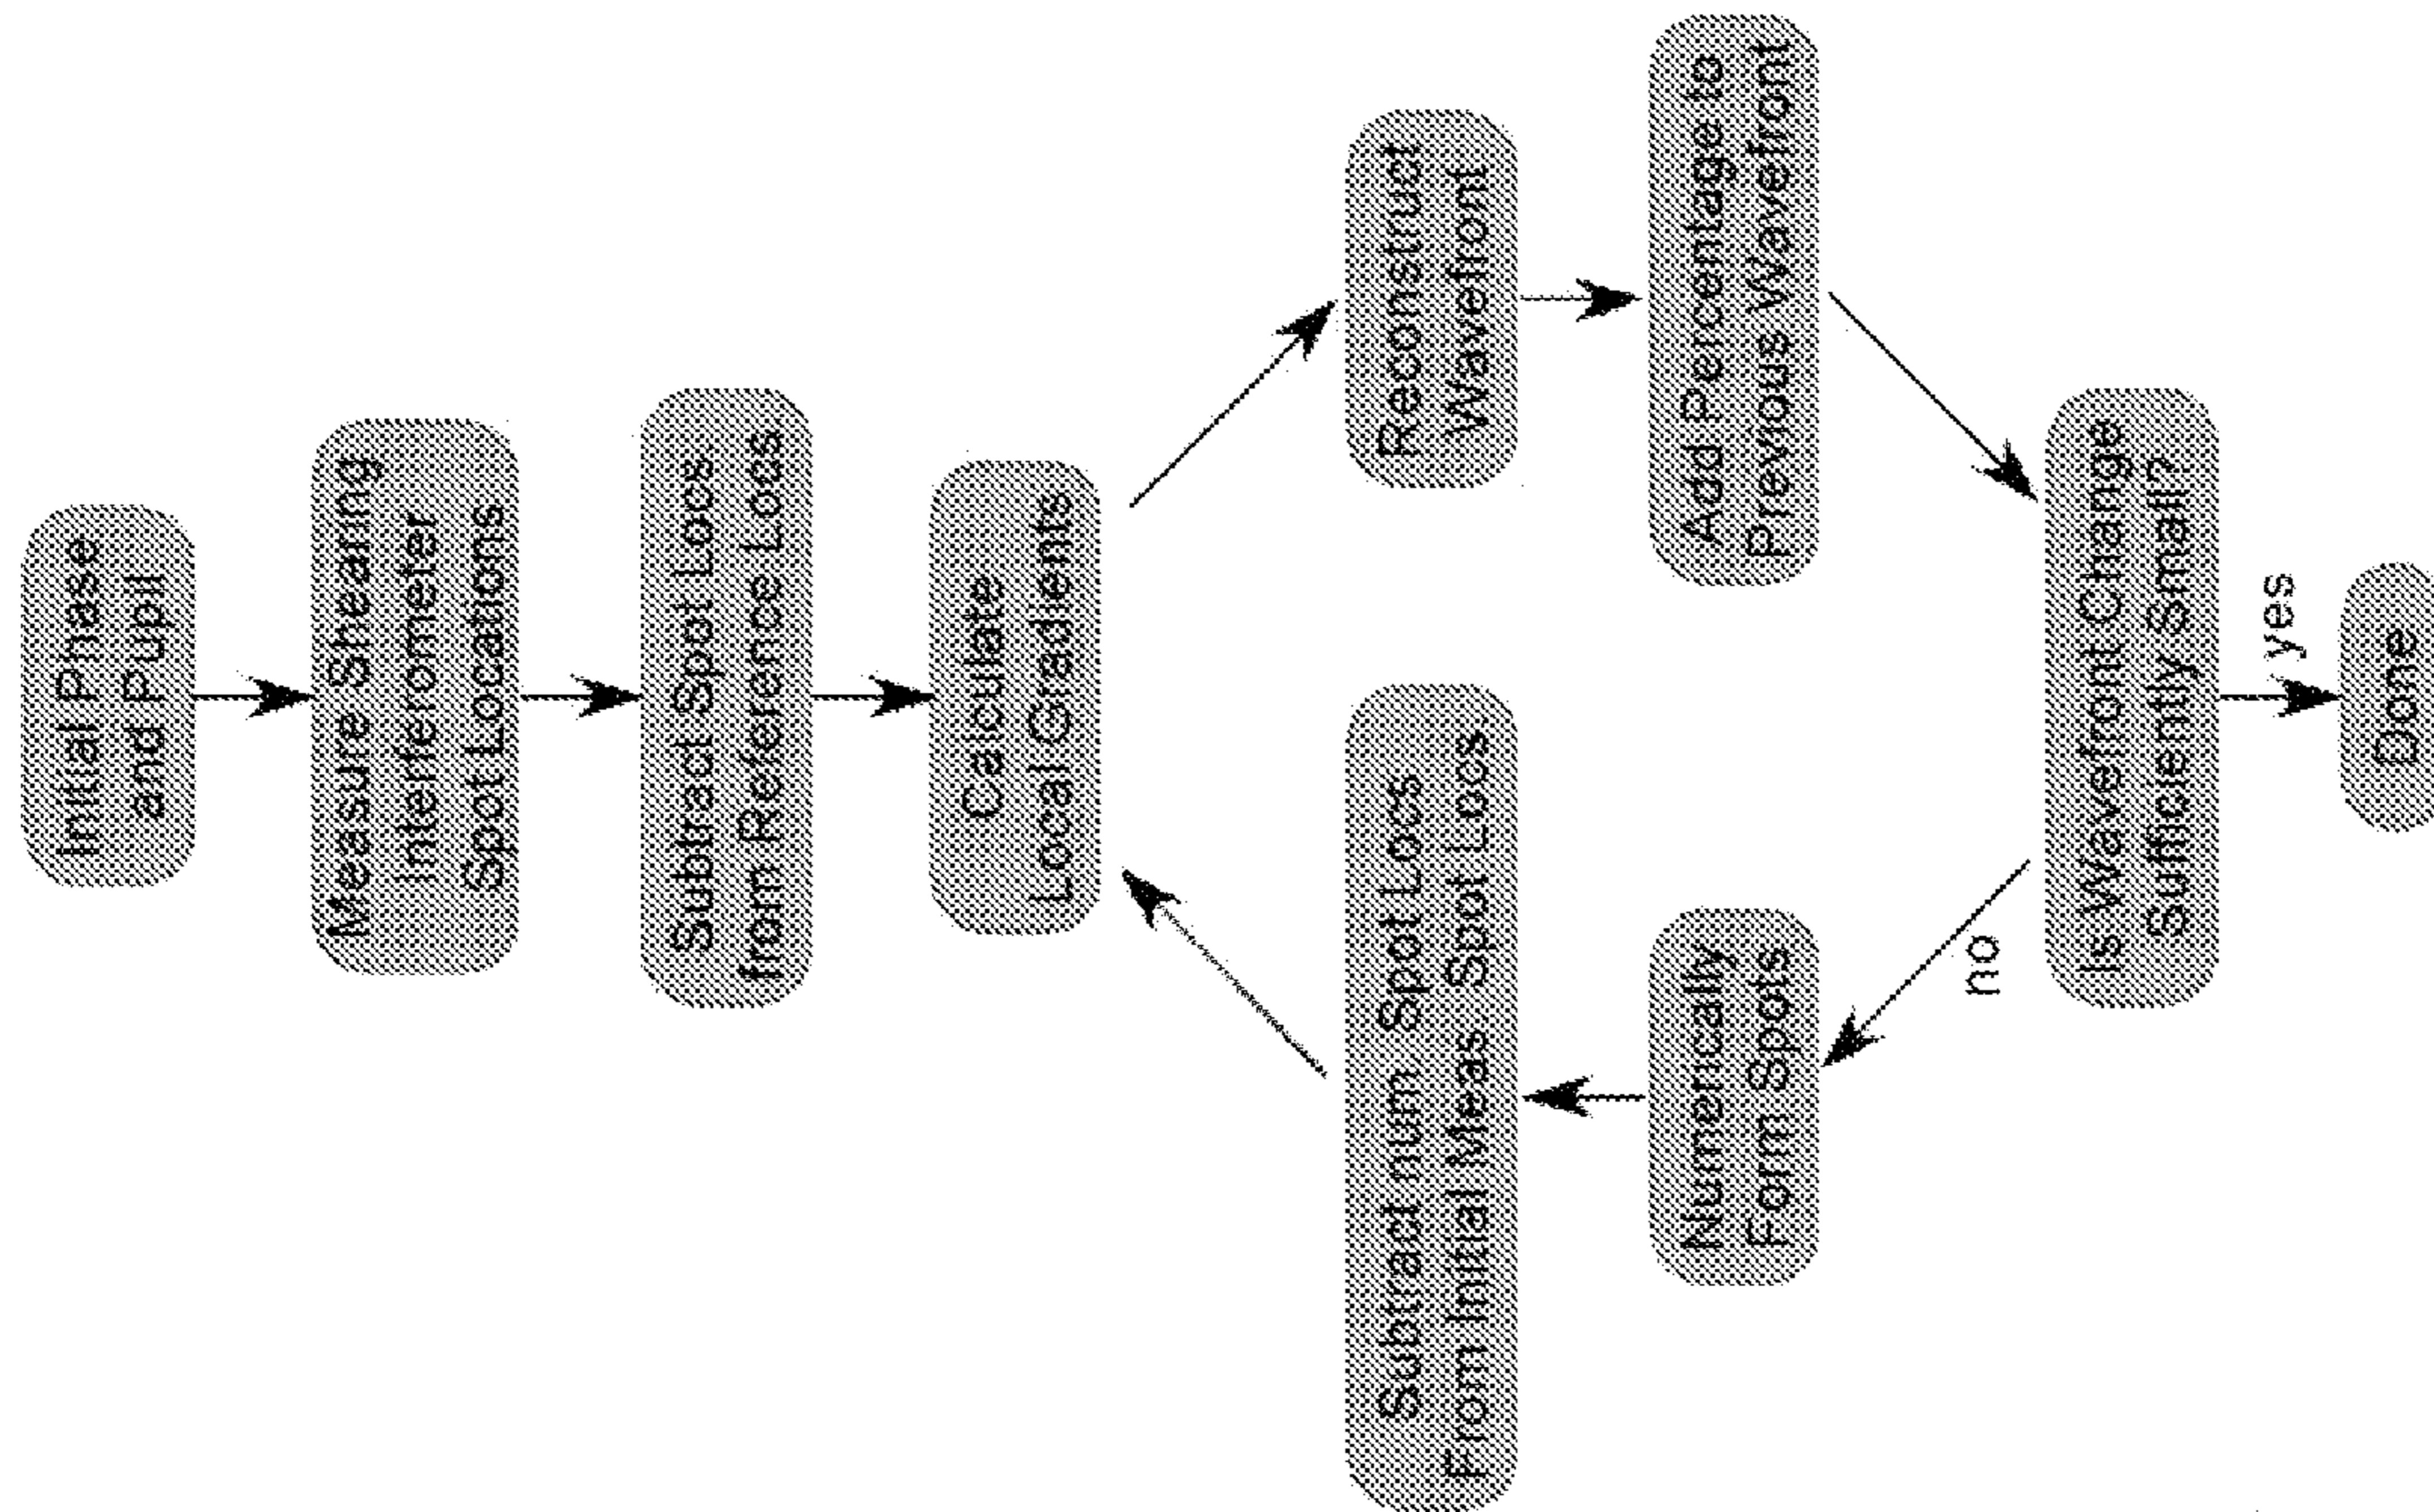 Initial Phase
and Pupil
Measure Shearing
Interferometer
Spot Locations
Subtract Spot Locs
from Reference Locs
Calculate
Local Gradients
Reconstruct
Wavefront
Add Percentage to
Previous Wavefront
Is Wavefront Change
Sufficiently Small?
yes
Done
no
Numerically
Form Spots
Subtract num. Spot Locs
From Initial Meas. Spot Locs